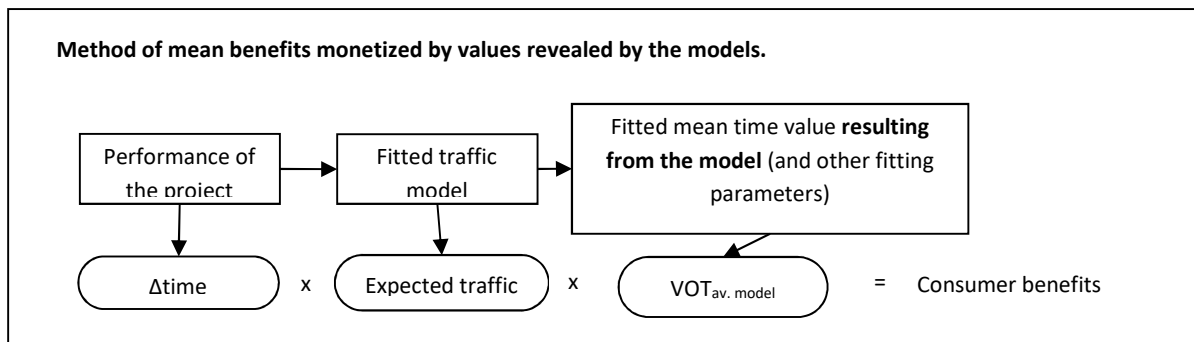 Method of mean benefits monetized by values revealed by the models.
Performance of
the project
Fitted traffic
model
Fitted mean time value resulting
from the model (and other fitting
parameters)
Δtime
x
Expected traffic
x
VOTav. model
=
Consumer benefits